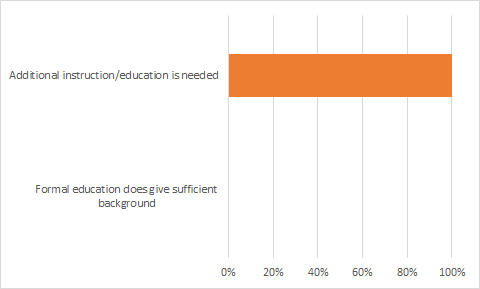 Additional instruction/education is needed
Formal education does give sufficient
background
0% 20% 40% 60% 80% 100%